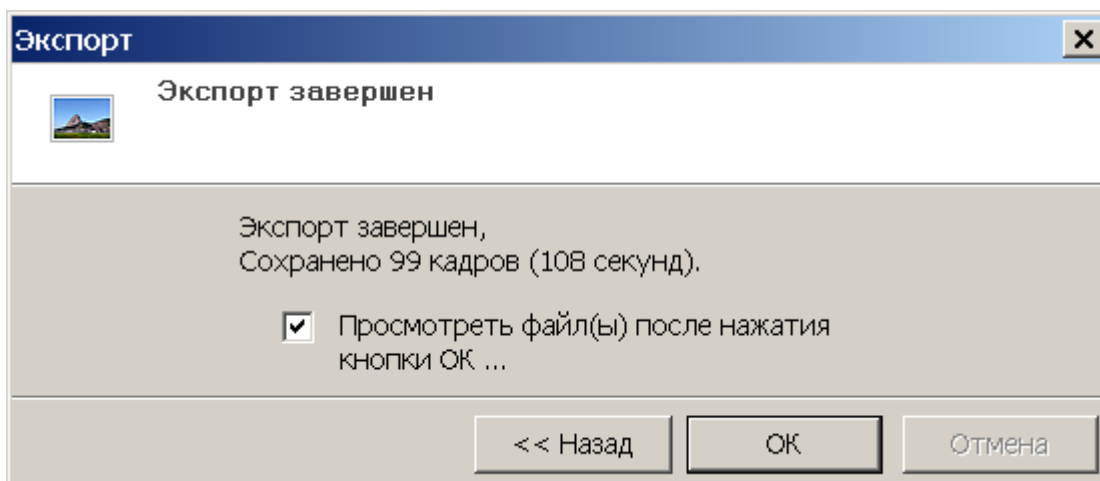 Экспорт
Экспорт завершен
Экспорт завершен,
Сохранено 99 кадров (108 секунд).
Просмотреть файл(ы) после нажатия
кнопки ОК ...
<< Назад
ОК
Отмена